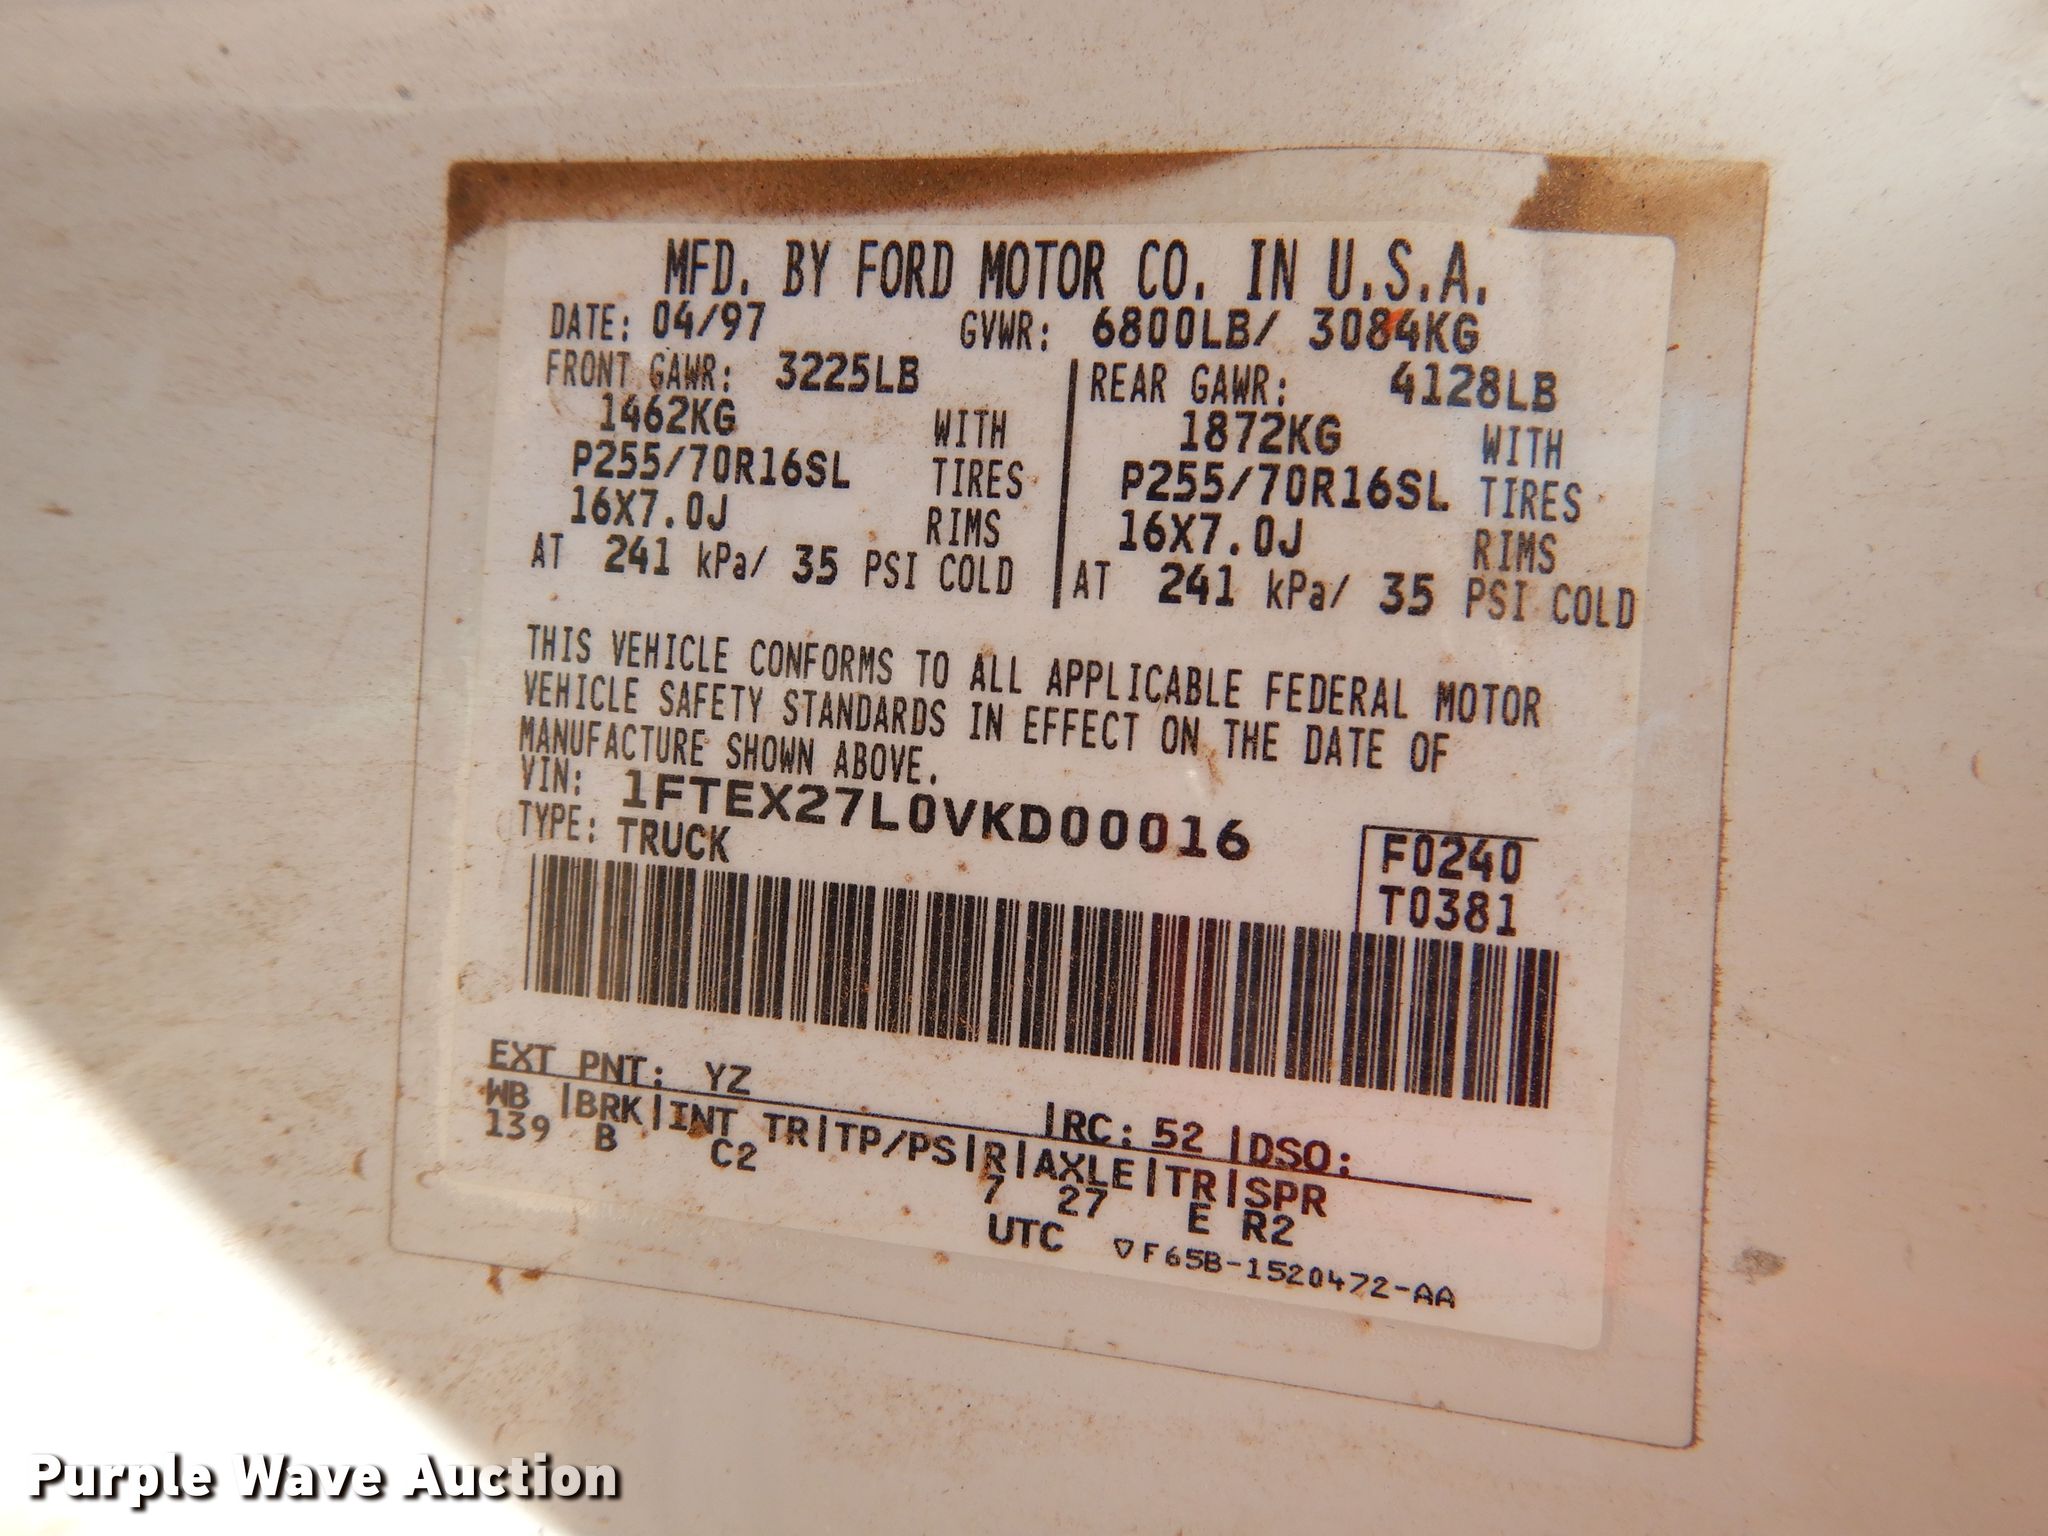 MFD. BY FORD MOTOR CO. IN U.S.A.
DATE: 04/97 GVWR: 6800LB/ 3084KG
FRONT GAWR: 3225LB REAR GAWR: 4128LB
1462KG WITH 1872KG WITH
P255/70R16SL TIRES P255/70R16SL TIRES
16X7.0J RIMS 16X7.0J RIMS
AT 241 kPa/ 35 PSI COLD AT 241 kPa/ 35 PSI COLD
THIS VEHICLE CONFORMS TO ALL APPLICABLE FEDERAL MOTOR
VEHICLE SAFETY STANDARDS IN EFFECT ON THE DATE OF
MANUFACTURE SHOWN ABOVE.
VIN: 1FTEX27L0VKD00016
TYPE: TRUCK
F0240
T0381
EXT PNT: YZ |RC: 52 |DSO:
WB |BRK|INT TR|TP/PS|R|AXLE|TR|SPR
139 B C2 7 27 E R2
UTC ▽F65B-1520472-AA
Purple Wave Auction